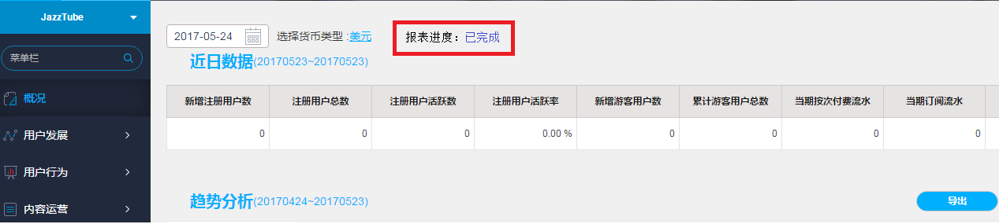 JazzTube
菜单栏
概况
用户发展
用户行为
内容运营
2017-05-24 选择货币类型 :美元 报表进度：已完成
近日数据(20170523~20170523)
新增注册用户数 注册用户总数 注册用户活跃数 注册用户活跃率 新增游客用户数 累计游客用户总数 当期按次付费流水 当期订阅流水
0 0 0 0.00 % 0 0 0 0
趋势分析(20170424~20170523) 导出